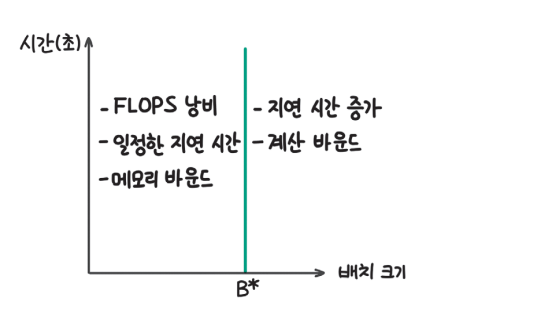 시간(초)
- FLOPS 낭비
- 일정한 지연 시간
- 메모리 바운드
- 지연 시간 증가
- 계산 바운드
배치 크기
B*